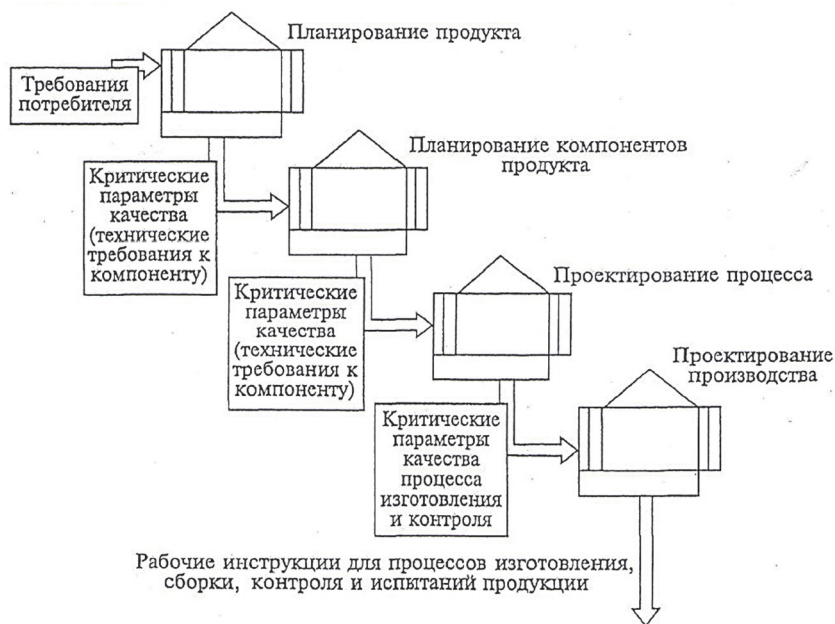 Планирование продукта
Требования
потребителя
Планирование компонентов
продукта
Критические
параметры
качества
(технические
требования к
компоненту)
Проектирование процесса
Критические
параметры
качества
(технические
требования к
компоненту)
Проектирование
производства
Критические
параметры
качества
процесса
изготовления
и контроля
Рабочие инструкции для процессов изготовления,
сборки, контроля и испытаний продукции